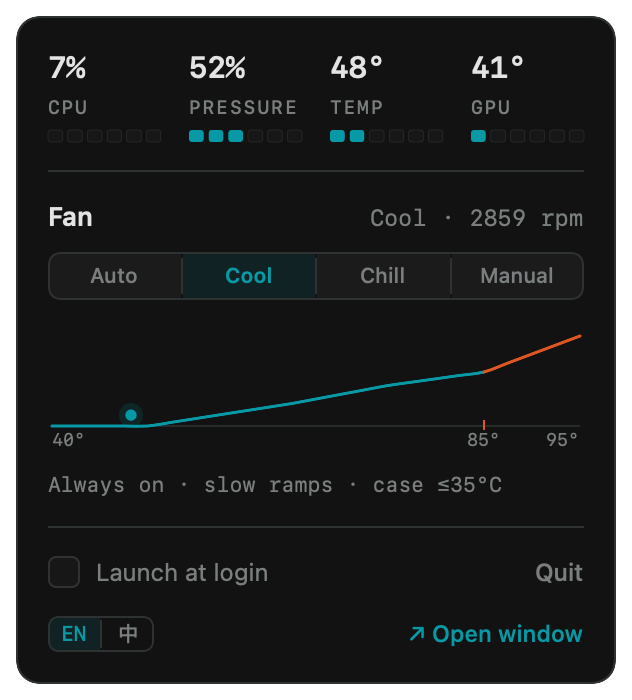 7% 52% 48° 41°
CPU PRESSURE TEMP GPU
Fan Cool · 2859 rpm
Auto Cool Chill Manual
40° 85° 95°
Always on · slow ramps · case ≤35°C
Launch at login Quit
EN 中 ↗ Open window